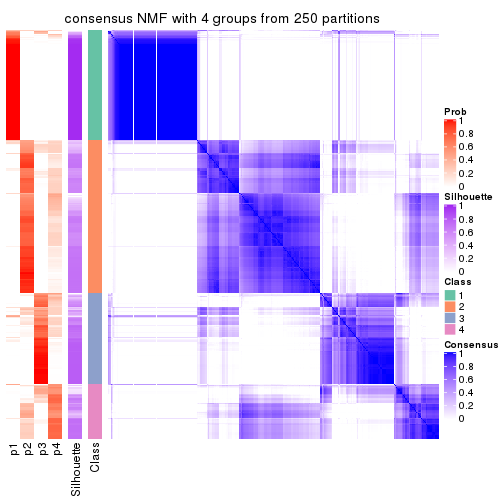 consensus NMF with 4 groups from 250 partitions
Prob
1
0.8
0.6
0.4
0.2
0
Silhouette
1
0.8
0.6
0.4
0.2
0
Class
1
2
3
4
Consensus
1
0.8
0.6
0.4
0.2
0
p1
p2
p3
p4
Silhouette
Class